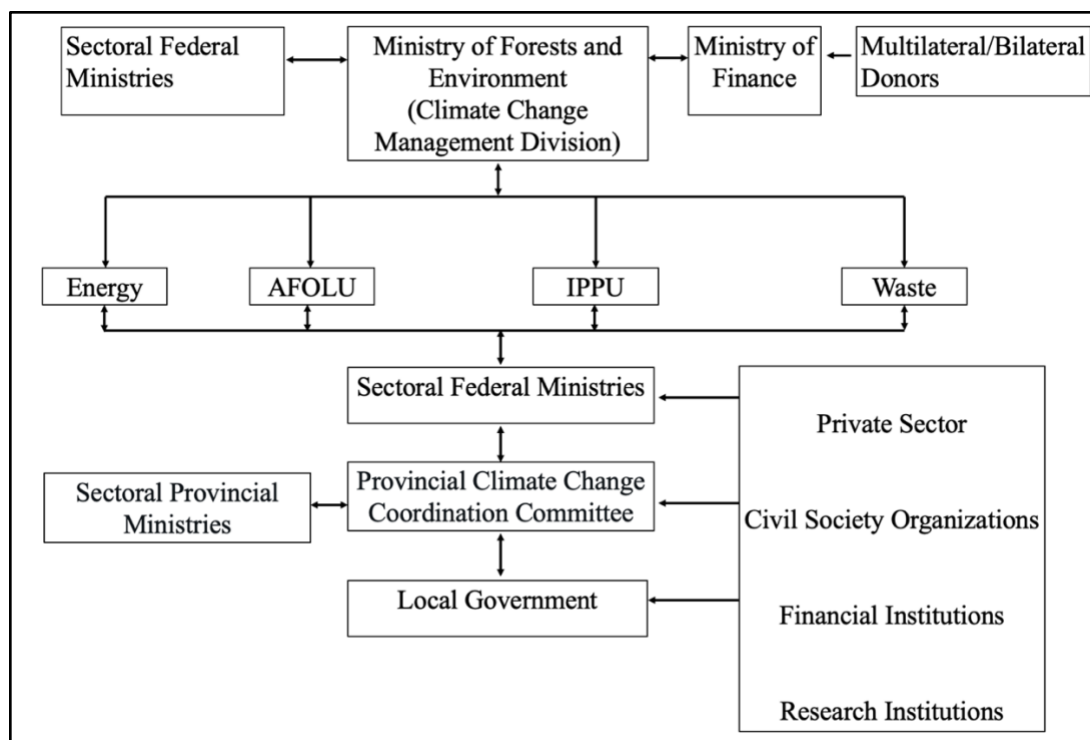 Sectoral Federal
Ministries
Ministry of Forests and
Environment
(Climate Change
Management Division)
Ministry of
Finance
Multilateral/Bilateral
Donors
Energy
AFOLU
IPPU
Waste
Sectoral Federal Ministries
Private Sector
Sectoral Provincial
Ministries
Provincial Climate Change
Coordination Committee
Civil Society Organizations
Local Government
Financial Institutions
Research Institutions